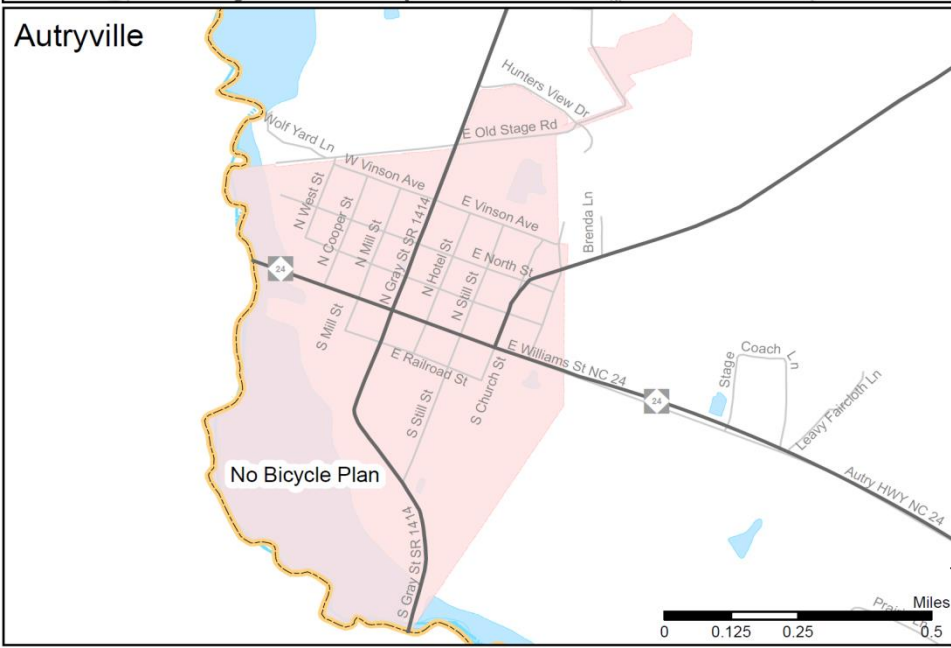 Autryville
Hunters View Dr
Wolf Yard Ln
E Old Stage Rd
W Vinson Ave
N West St
N Cooper St
N Mill St
N Gray St SR 1414
E Vinson Ave
Brenda Ln
N Hotel St
E North St
24
N Still St
S Mill St
E Railroad St
E Williams St NC 24
S Church St
S Still St
Stage
Coach
Ln
24
Leavy Faircloth Ln
No Bicycle Plan
Autry HWY NC 24
S Gray St SR 1414
Miles
0
0.125
0.25
0.5